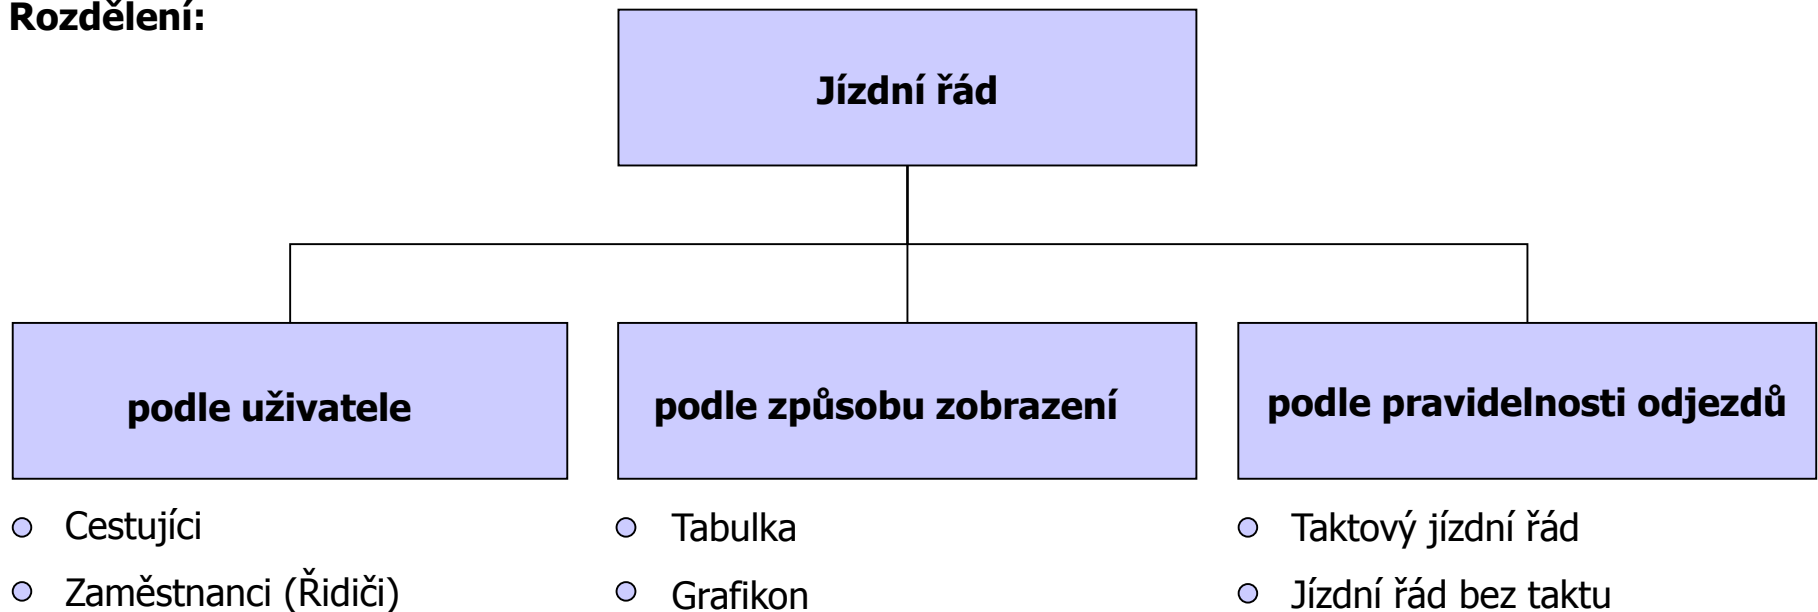 Rozdělení:
Jízdní řád
podle uživatele
podle způsobu zobrazení
podle pravidelnosti odjezdů
Cestujíci
Zaměstnanci (Řidiči)
Tabulka
Grafikon
Taktový jízdní řád
Jízdní řád bez taktu